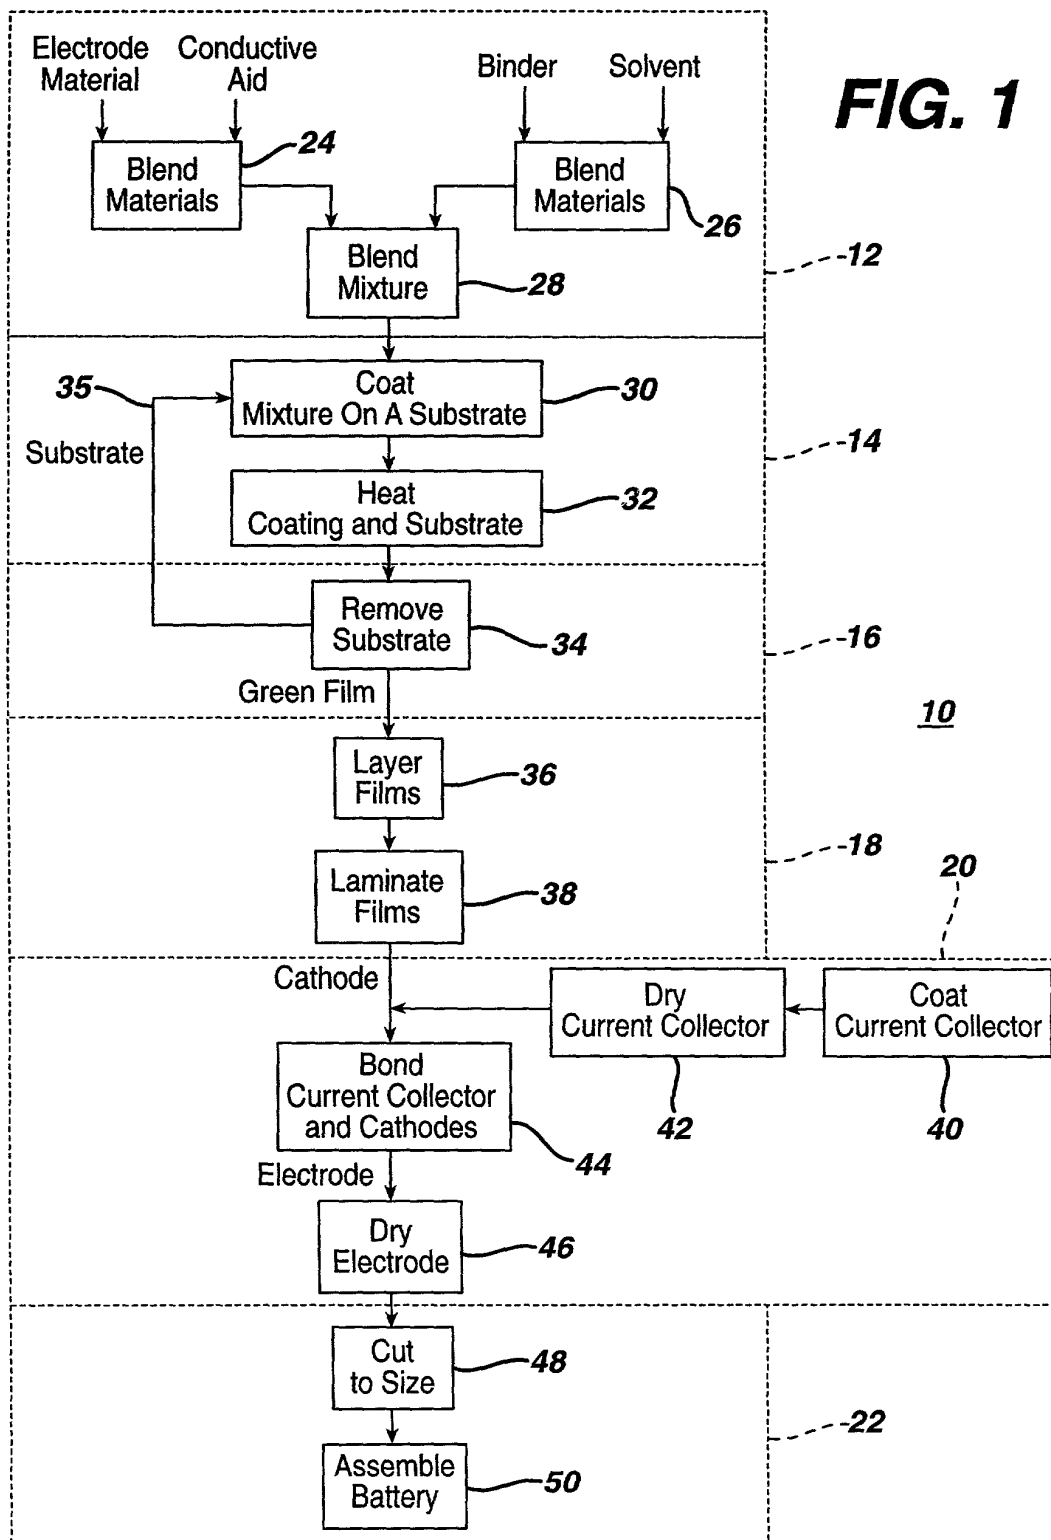 FIG. 1
Electrode
Material
Conductive
Aid
Binder
Solvent
Blend
Materials
24
Blend
Materials
26
Blend
Mixture
28
12
35
Substrate
Coat
Mixture On A Substrate
30
14
Heat
Coating and Substrate
32
Remove
Substrate
34
16
Green Film
10
Layer
Films
36
18
Laminate
Films
38
20
Cathode
Dry
Current Collector
42
Coat
Current Collector
40
Bond
Current Collector
and Cathodes
44
Electrode
Dry
Electrode
46
Cut
to Size
48
22
Assemble
Battery
50